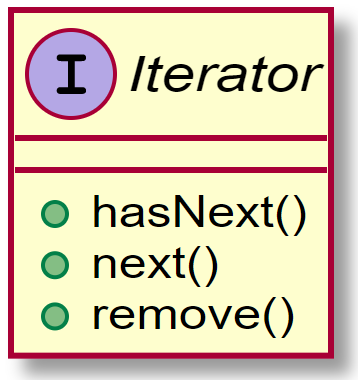 I Iterator
hasNext()
next()
remove()